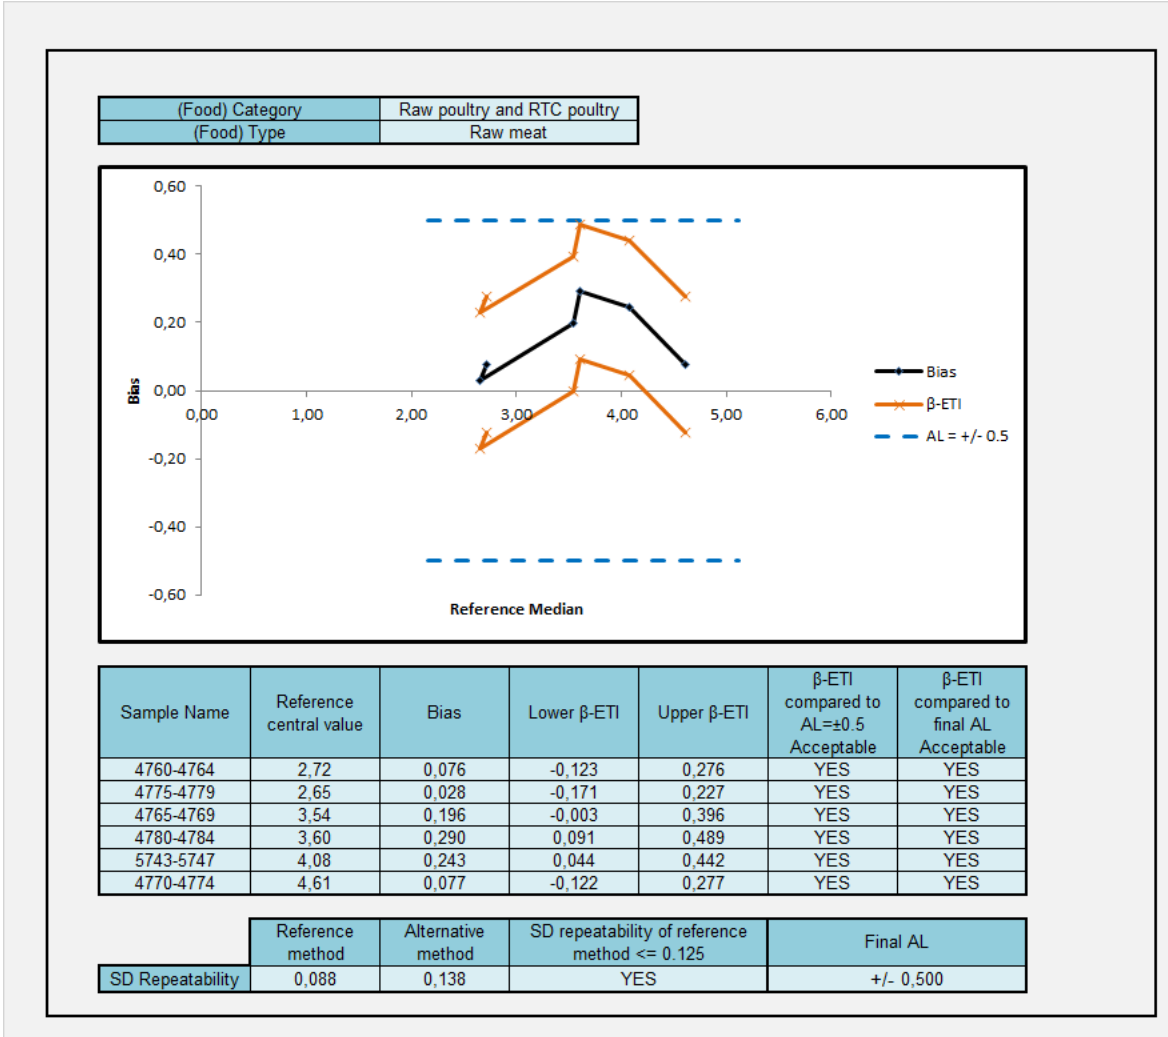 (Food) Category Raw poultry and RTC poultry
(Food) Type Raw meat
0,60
0,40
0,20
0,00
-0,20
-0,40
-0,60
Bias
0,00 1,00 2,00 3,00 4,00 5,00 6,00
Reference Median
Bias
β-ETI
AL = +/- 0.5
Sample Name Reference central value Bias Lower β-ETI Upper β-ETI β-ETI compared to AL=±0.5 Acceptable β-ETI compared to final AL Acceptable
4760-4764 2,72 0,076 -0,123 0,276 YES YES
4775-4779 2,65 0,028 -0,171 0,227 YES YES
4765-4769 3,54 0,196 -0,003 0,396 YES YES
4780-4784 3,60 0,290 0,091 0,489 YES YES
5743-5747 4,08 0,243 0,044 0,442 YES YES
4770-4774 4,61 0,077 -0,122 0,277 YES YES
Reference method Alternative method SD repeatability of reference method <= 0.125 Final AL
SD Repeatability 0,088 0,138 YES +/- 0,500